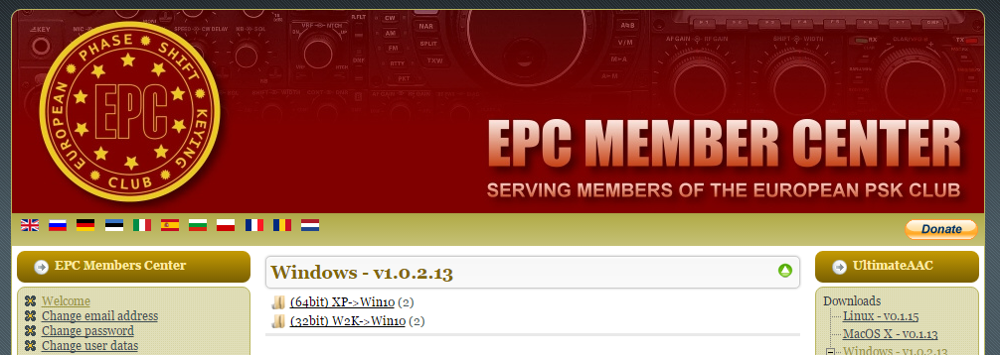 EUROPEAN PHASE SHIFT KEYING CLUB
EPC
KEY
VRF
NTCH
CW
AM
FM
RTTY
PKT
NAR
SPLIT
TXW
A/B
V/M
M►A
AF GAIN
RF GAIN
SHIFT
WIDTH
EPC MEMBER CENTER
SERVING MEMBERS OF THE EUROPEAN PSK CLUB
Donate
EPC Members Center
Welcome
Change email address
Change password
Change user datas
Windows - v1.0.2.13
(64bit) XP->Win10 (2)
(32bit) W2K->Win10 (2)
UltimateAAC
Downloads
Linux - v0.1.15
MacOS X - v0.1.13
Windows - v1.0.2.13